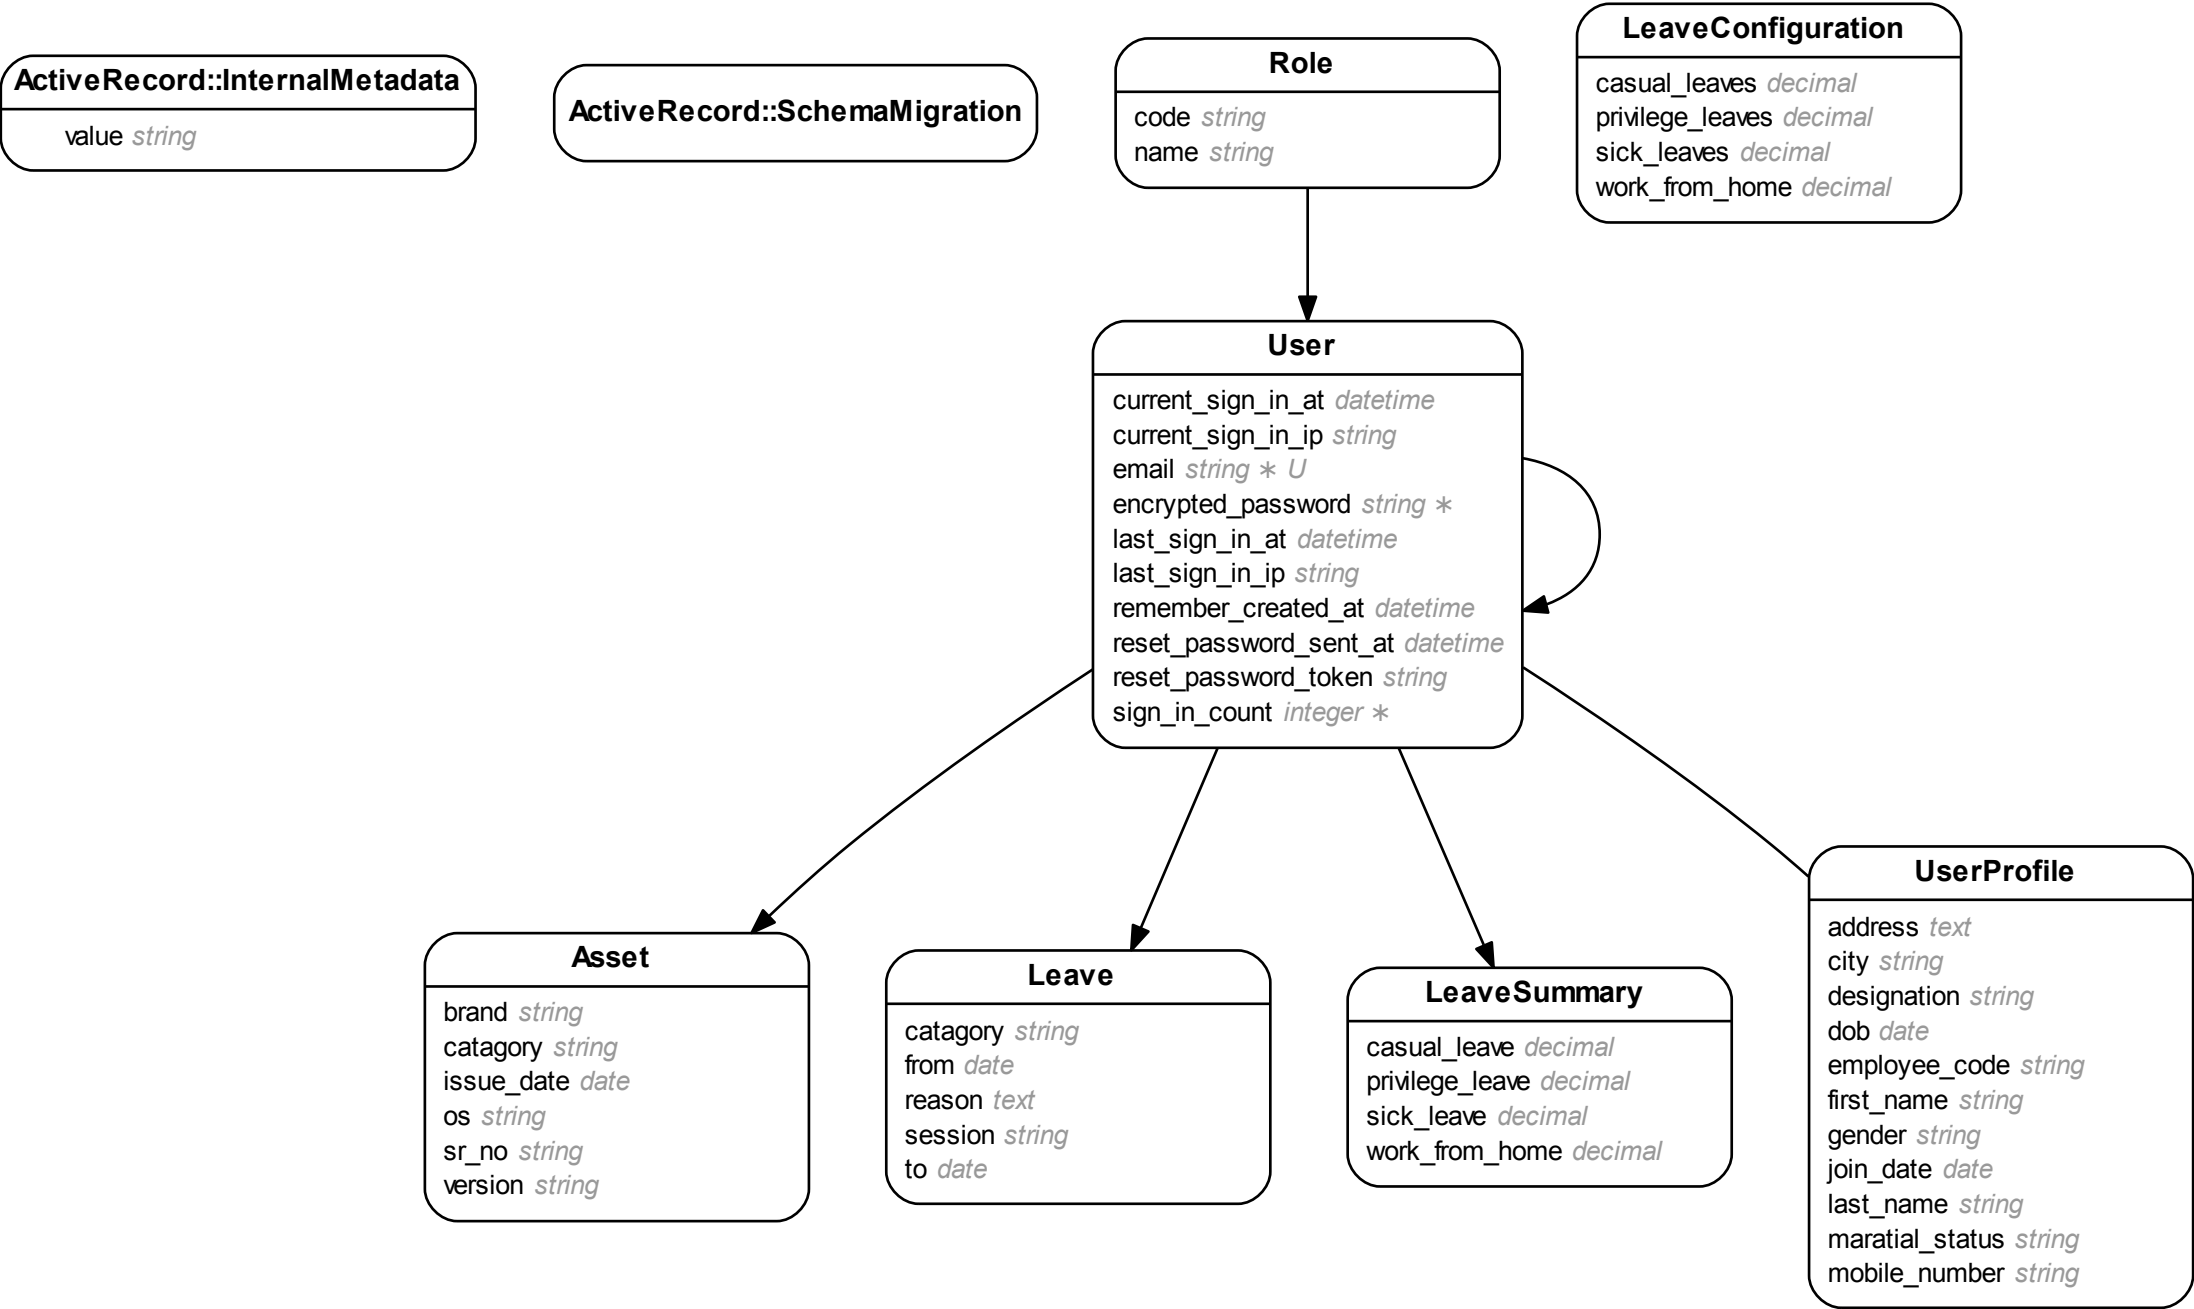 ActiveRecord::InternalMetadata
value string
ActiveRecord::SchemaMigration
Role
code string
name string
LeaveConfiguration
casual_leaves decimal
privilege_leaves decimal
sick_leaves decimal
work_from_home decimal
User
current_sign_in_at datetime
current_sign_in_ip string
email string ∗ U
encrypted_password string ∗
last_sign_in_at datetime
last_sign_in_ip string
remember_created_at datetime
reset_password_sent_at datetime
reset_password_token string
sign_in_count integer ∗
Asset
brand string
catagory string
issue_date date
os string
sr_no string
version string
Leave
catagory string
from date
reason text
session string
to date
LeaveSummary
casual_leave decimal
privilege_leave decimal
sick_leave decimal
work_from_home decimal
UserProfile
address text
city string
designation string
dob date
employee_code string
first_name string
gender string
join_date date
last_name string
maratial_status string
mobile_number string